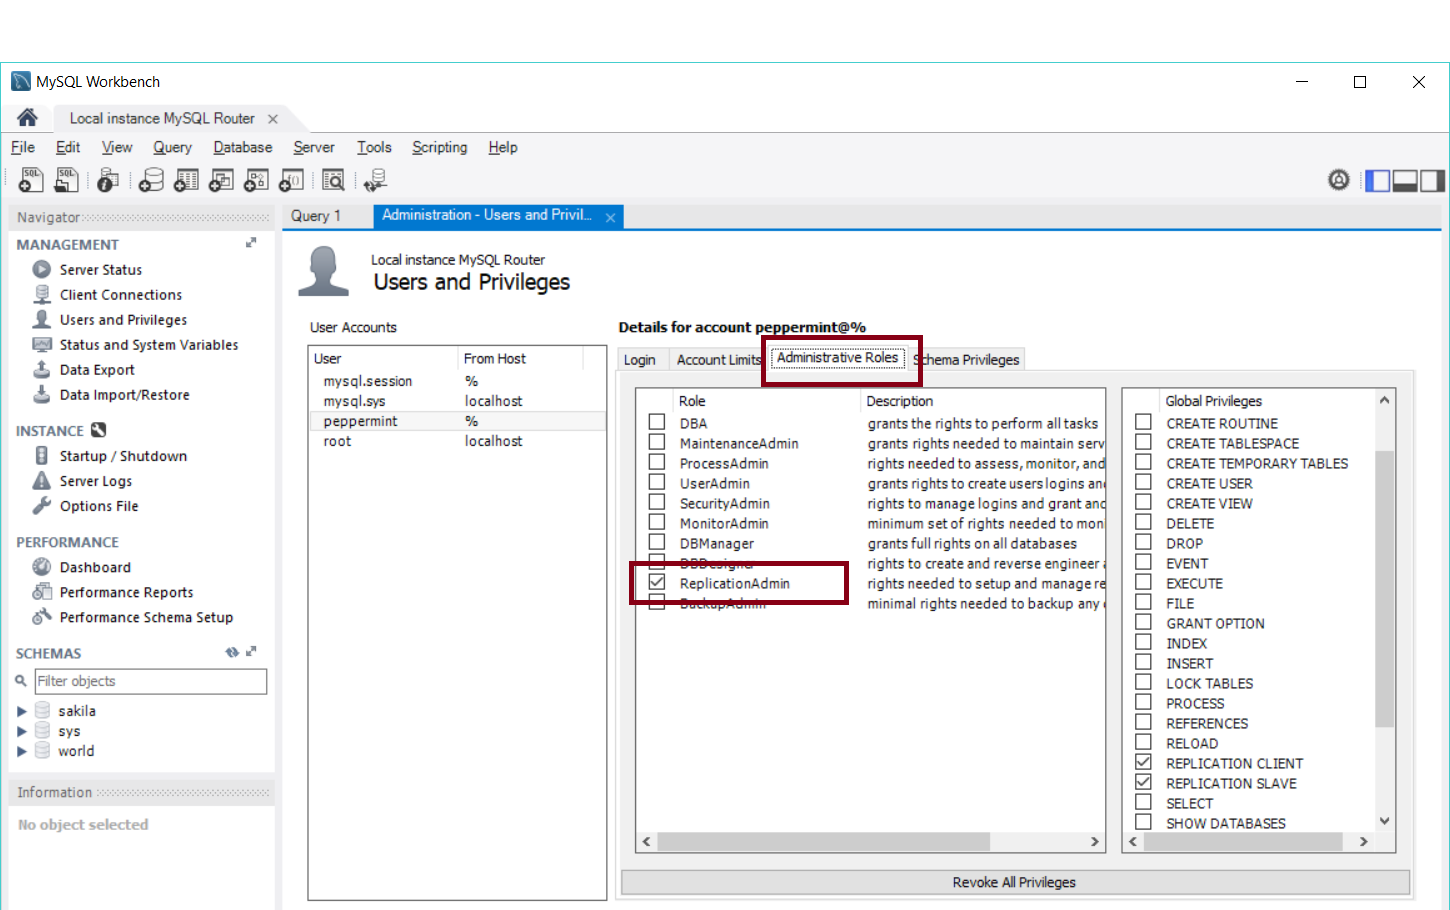 MySQL Workbench
Local instance MySQL Router
File Edit View Query Database Server Tools Scripting Help
SQL SQL
Navigator
MANAGEMENT
Server Status
Client Connections
Users and Privileges
Status and System Variables
Data Export
Data Import/Restore
INSTANCE
Startup / Shutdown
Server Logs
Options File
PERFORMANCE
Dashboard
Performance Reports
Performance Schema Setup
SCHEMAS
Filter objects
sakila
sys
world
Information
No object selected
Query 1
Administration - Users and Privil...
Local instance MySQL Router
Users and Privileges
User Accounts
User From Host
mysql.session %
mysql.sys localhost
peppermint %
root localhost
Details for account peppermint@%
Login Account Limits Administrative Roles Schema Privileges
Role Description
DBA grants the rights to perform all tasks
MaintenanceAdmin grants rights needed to maintain serv
ProcessAdmin rights needed to assess, monitor, and
UserAdmin grants rights to create users logins and
SecurityAdmin rights to manage logins and grant and
MonitorAdmin minimum set of rights needed to moni
DBManager grants full rights on all databases
DBDesigner rights to create and reverse engineer a
ReplicationAdmin rights needed to setup and manage re
BackupAdmin minimal rights needed to backup any d
Global Privileges
CREATE ROUTINE
CREATE TABLESPACE
CREATE TEMPORARY TABLES
CREATE USER
CREATE VIEW
DELETE
DROP
EVENT
EXECUTE
FILE
GRANT OPTION
INDEX
INSERT
LOCK TABLES
PROCESS
REFERENCES
RELOAD
REPLICATION CLIENT
REPLICATION SLAVE
SELECT
SHOW DATABASES
Revoke All Privileges